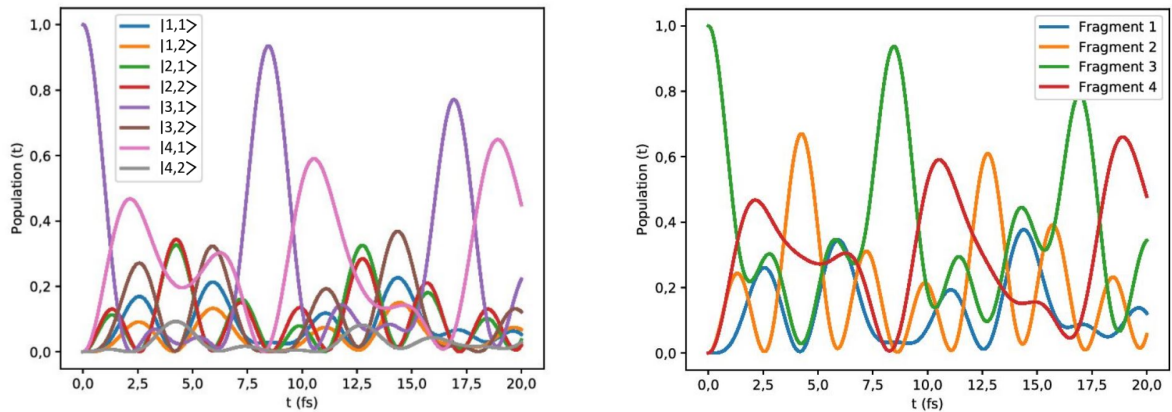 1,0
0,8
0,6
0,4
0,2
0,0
Population (t)
|1,1⟩
|1,2⟩
|2,1⟩
|2,2⟩
|3,1⟩
|3,2⟩
|4,1⟩
|4,2⟩
0,0 2,5 5,0 7,5 10,0 12,5 15,0 17,5 20,0
t (fs)
1,0
0,8
0,6
0,4
0,2
0,0
Population (t)
Fragment 1
Fragment 2
Fragment 3
Fragment 4
0,0 2,5 5,0 7,5 10,0 12,5 15,0 17,5 20,0
t (fs)